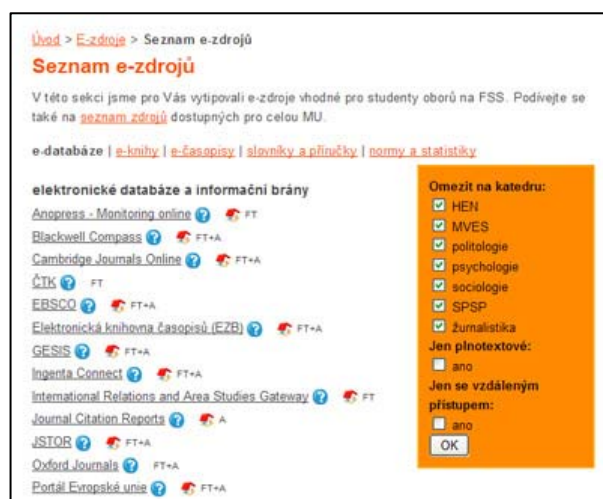 Úvod > E-zdroje > Seznam e-zdrojů
Seznam e-zdrojů
V této sekci jsme pro Vás vytipovali e-zdroje vhodné pro studenty oborů na FSS. Podívejte se
také na seznam zdrojů dostupných pro celou MU.
e-databáze | e-knihy | e-časopisy | slovníky a příručky | normy a statistiky
elektronické databáze a informační brány
Anopress - Monitoring online ? FT
Blackwell Compass ? FT+A
Cambridge Journals Online ? FT+A
ČTK ? FT
EBSCO ? FT+A
Elektronická knihovna časopisů (EZB) ? FT+A
GESIS ? FT+A
Ingenta Connect ? FT+A
International Relations and Area Studies Gateway ? FT
Journal Citation Reports ? A
JSTOR ? FT+A
Oxford Journals ? FT+A
Portál Evropské unie ? FT+A
Omezit na katedru:
HEN
MVES
politologie
psychologie
sociologie
SPSP
žurnalistika
Jen plnotextové:
ano
Jen se vzdáleným
přístupem:
ano
OK